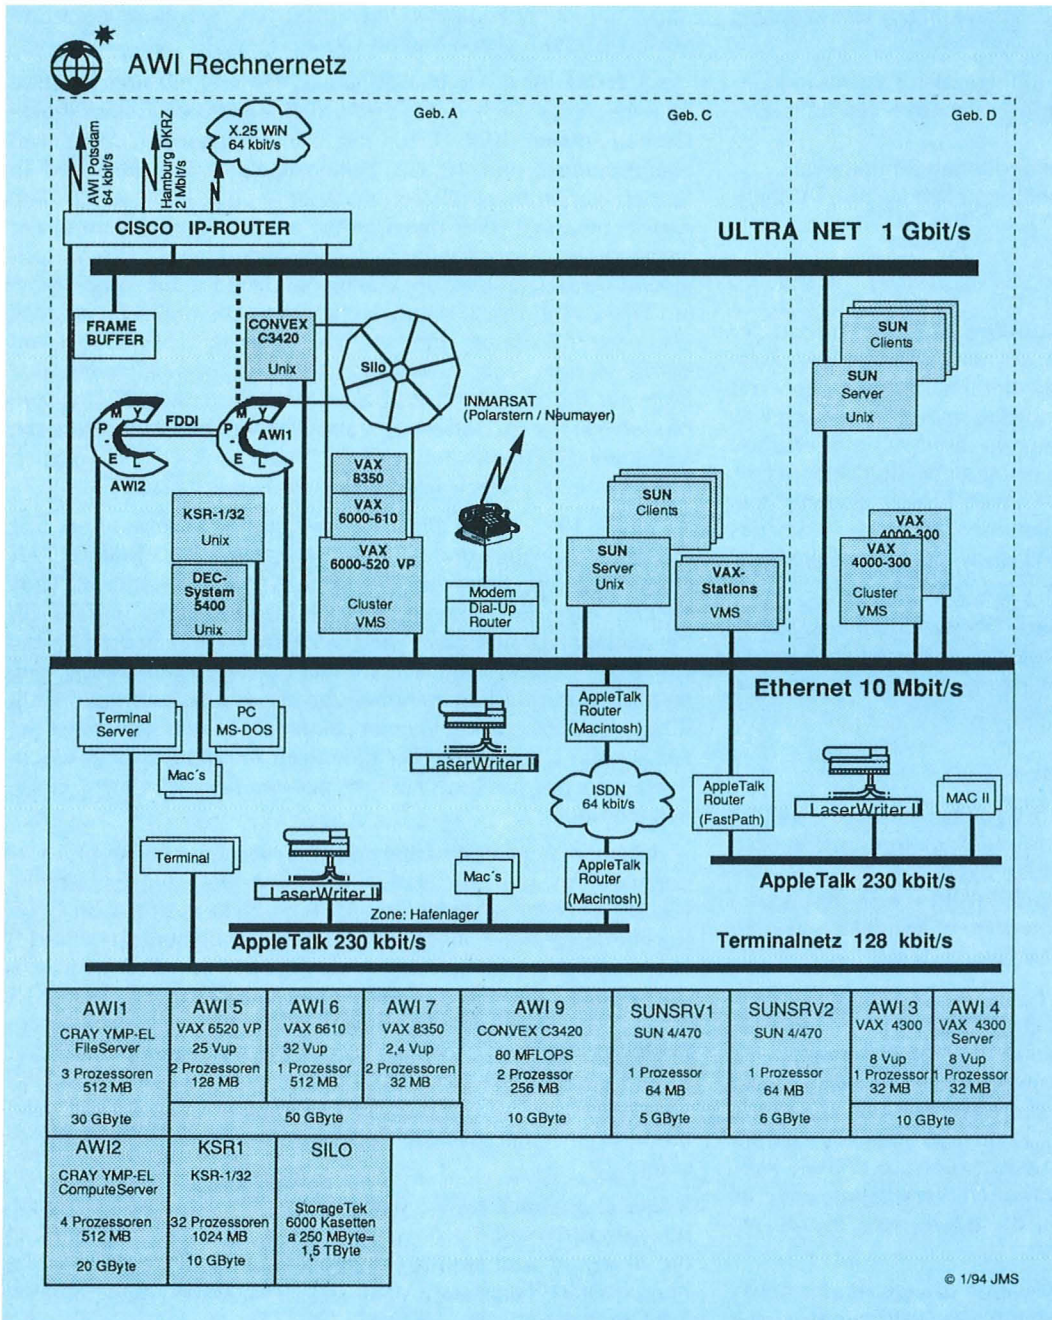 AWI Rechnernetz
Geb. A
Geb. C
Geb. D
AWI Potsdam
64 kbit/s
Hamburg DKRZ
2 Mbit/s
X.25 WiN
64 kbit/s
CISCO IP-ROUTER
ULTRA NET 1 Gbit/s
FRAME
BUFFER
CONVEX
C3420
Unix
Silo
SUN
Clients
SUN
Server
Unix
INMARSAT
(Polarstern / Neumayer)
Y
M
P
-
E
L
AWI2
FDDI
Y
M
P
-
E
L
AWI1
VAX
8350
VAX
6000-610
VAX
6000-520 VP
Cluster
VMS
KSR-1/32
Unix
DEC-
System
5400
Unix
Modem
Dial-Up
Router
SUN
Clients
SUN
Server
Unix
VAX-
Stations
VMS
VAX
4000-300
VAX
4000-300
Cluster
VMS
Ethernet 10 Mbit/s
Terminal
Server
PC
MS-DOS
Mac´s
LaserWriter II
AppleTalk
Router
(Macintosh)
ISDN
64 kbit/s
AppleTalk
Router
(FastPath)
LaserWriter II
MAC II
Terminal
LaserWriter II
Mac´s
AppleTalk
Router
(Macintosh)
AppleTalk 230 kbit/s
Zone: Hafenlager
AppleTalk 230 kbit/s
Terminalnetz 128 kbit/s
AWI1
CRAY YMP-EL
FileServer
3 Prozessoren
512 MB
30 GByte
AWI 5
VAX 6520 VP
25 Vup
2 Prozessoren
128 MB
AWI 6
VAX 6610
32 Vup
1 Prozessor
512 MB
AWI 7
VAX 8350
2,4 Vup
2 Prozessoren
32 MB
50 GByte
AWI 9
CONVEX C3420
80 MFLOPS
2 Prozessor
256 MB
10 GByte
SUNSRV1
SUN 4/470
1 Prozessor
64 MB
5 GByte
SUNSRV2
SUN 4/470
1 Prozessor
64 MB
6 GByte
AWI 3
VAX 4300
8 Vup
1 Prozessor
32 MB
AWI 4
VAX 4300
Server
8 Vup
1 Prozessor
32 MB
10 GByte
AWI2
CRAY YMP-EL
ComputeServer
4 Prozessoren
512 MB
20 GByte
KSR1
KSR-1/32
32 Prozessoren
1024 MB
10 GByte
SILO
StorageTek
6000 Kasetten
a 250 MByte=
1,5 TByte
© 1/94 JMS